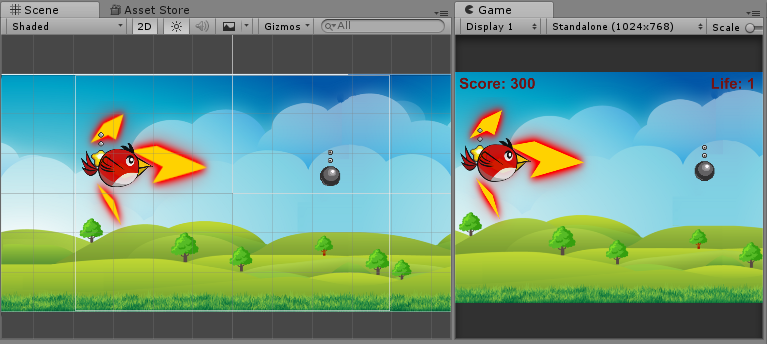 Scene
Asset Store
Shaded
2D
Gizmos
All
Game
Display 1
Standalone (1024x768)
Scale
Score: 300
Life: 1